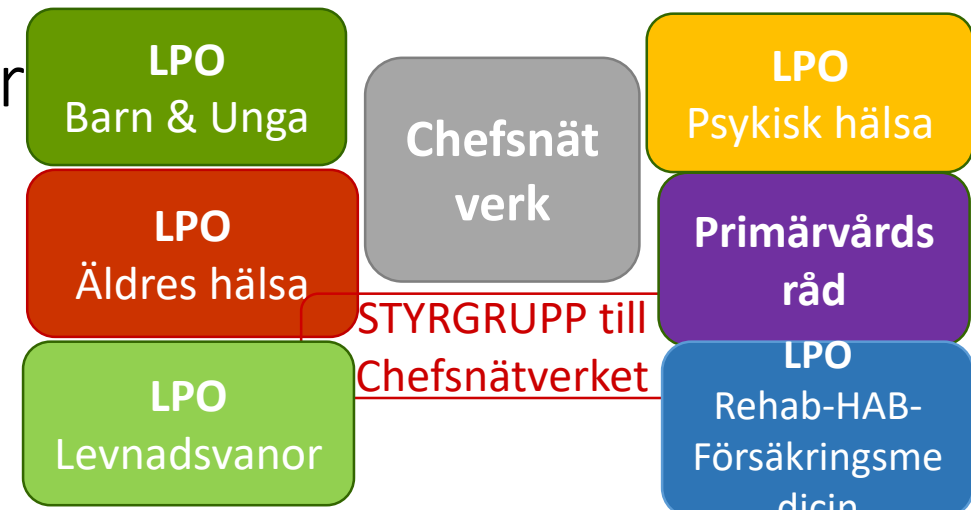 r
LPO
Barn & Unga
LPO
Äldres hälsa
LPO
Levnadsvanor
Chefsnät
verk
STYRGRUPP till
Chefsnätverket
LPO
Psykisk hälsa
Primärvårds
råd
LPO
Rehab-HAB-
Försäkringsme
dicin